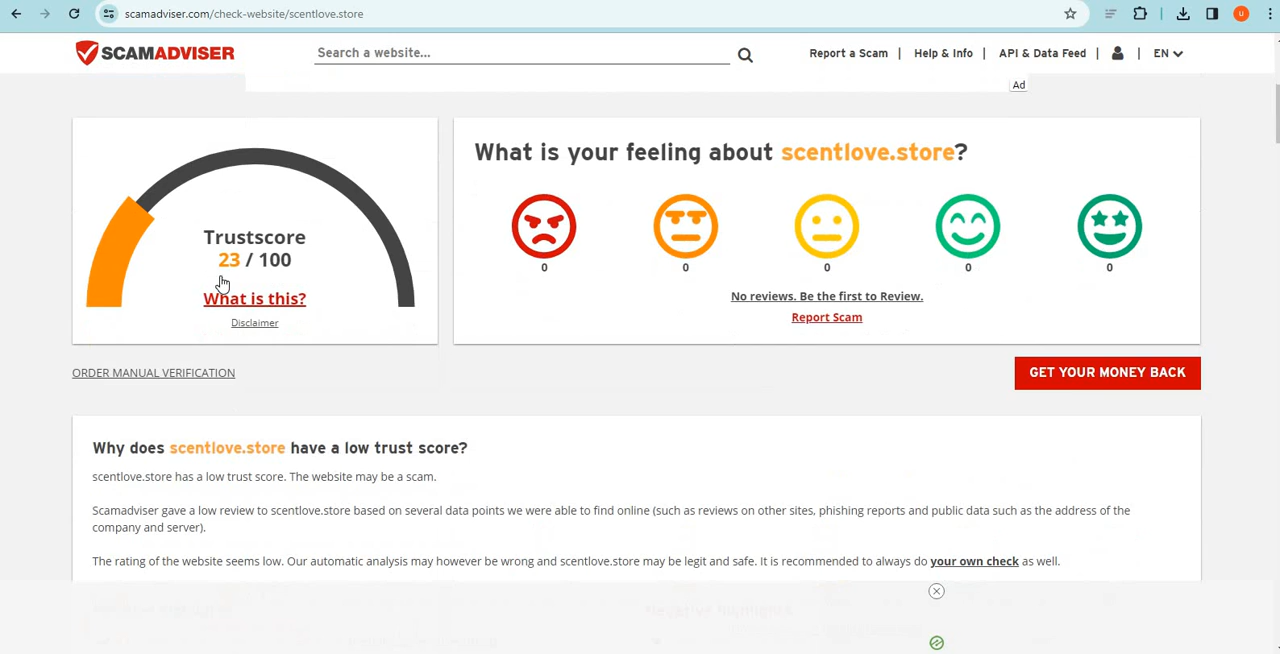 scamadviser.com/check-website/scentlove.store
SCAMADVISER
Search a website...
Report a Scam | Help & Info | API & Data Feed | | EN
Ad
Trustscore
23 / 100
What is this?
Disclaimer
What is your feeling about scentlove.store?
0 0 0 0 0
No reviews. Be the first to Review.
Report Scam
ORDER MANUAL VERIFICATION
GET YOUR MONEY BACK
Why does scentlove.store have a low trust score?
scentlove.store has a low trust score. The website may be a scam.
Scamadviser gave a low review to scentlove.store based on several data points we were able to find online (such as reviews on other sites, phishing reports and public data such as the address of the
company and server).
The rating of the website seems low. Our automatic analysis may however be wrong and scentlove.store may be legit and safe. It is recommended to always do your own check as well.